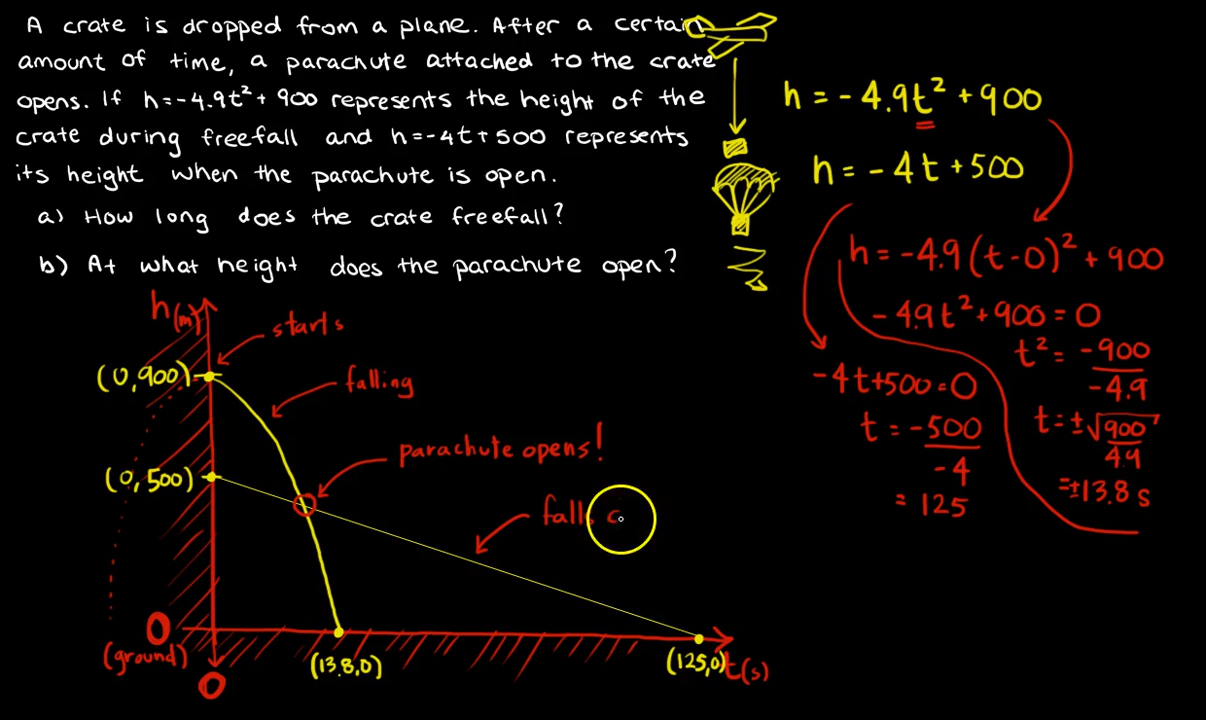 A crate is dropped from a plane. After a certain
amount of time, a parachute attached to the crate
opens. If h=-4.9t²+900 represents the height of the
crate during freefall and h=-4t+500 represents
its height when the parachute is open.
a) How long does the crate freefall?
b) At what height does the parachute open?
h = -4.9t² + 900
h = -4t + 500
h = -4.9(t-0)² + 900
-4.9t² + 900 = 0
t² = -900/-4.9
t = ±√900/4.9
= ±13.8 s
-4t+500=0
t = -500/-4
= 125
h(m)
starts
(0,900)
falling
parachute opens!
(0,500)
fall c
0
(ground)
0
(13.8,0)
(125,0)
t(s)